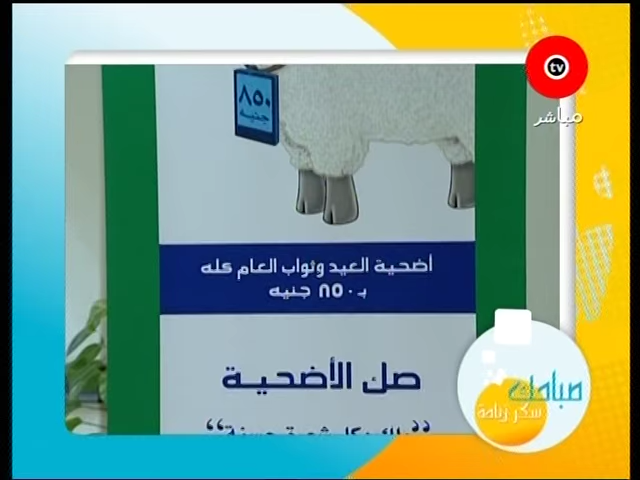 tv
مباشر
٨٥٠
جنيه
أضحية العيد وثواب العام كله
بـ ٨٥٠ جنيه
صك الأضحية
صباحك
سكر زيادة